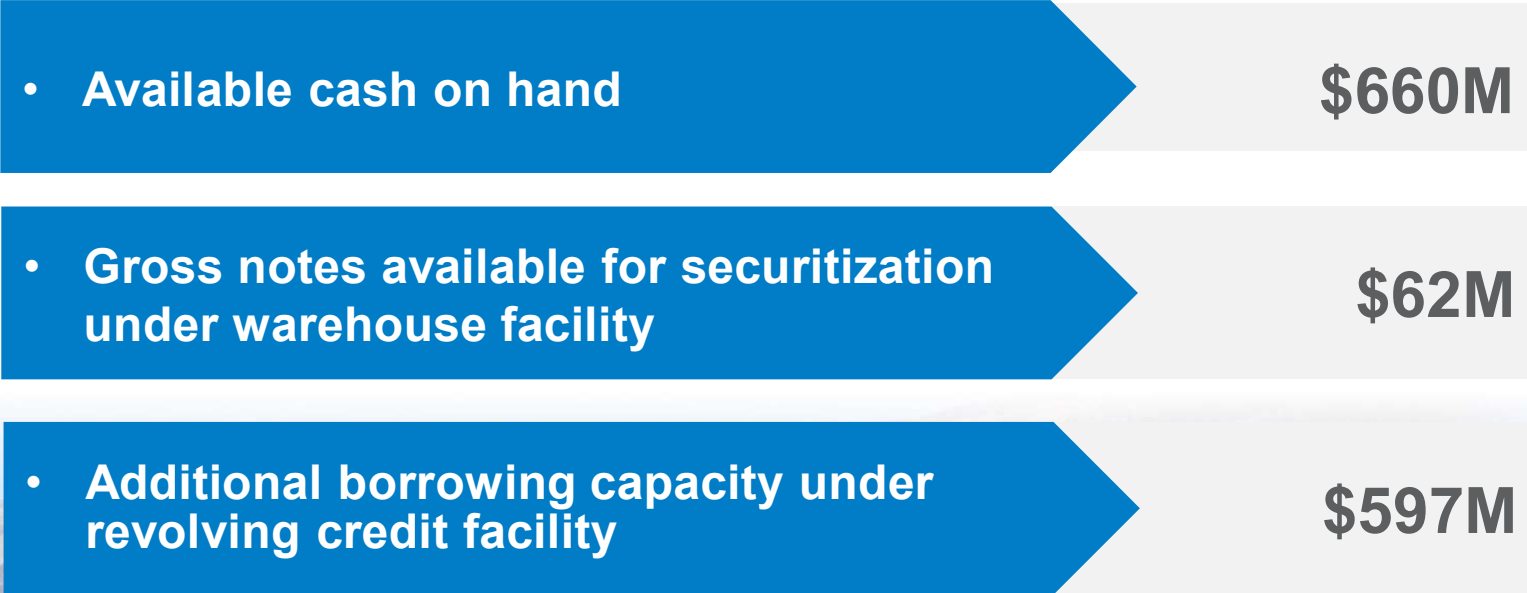 • Available cash on hand
$660M
• Gross notes available for securitization
under warehouse facility
$62M
• Additional borrowing capacity under
revolving credit facility
$597M